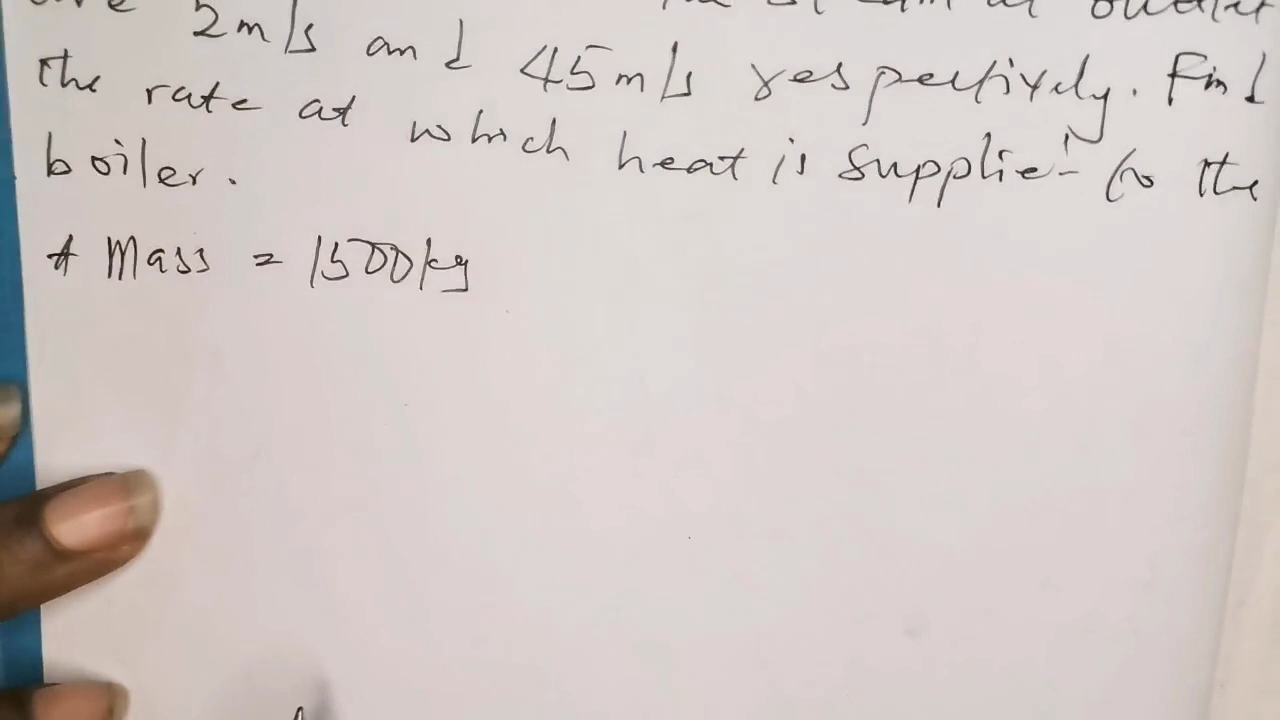 2m/s and 45m/s respectively. Find
the rate at which heat is supplied to the
boiler.
* Mass = 1500kg